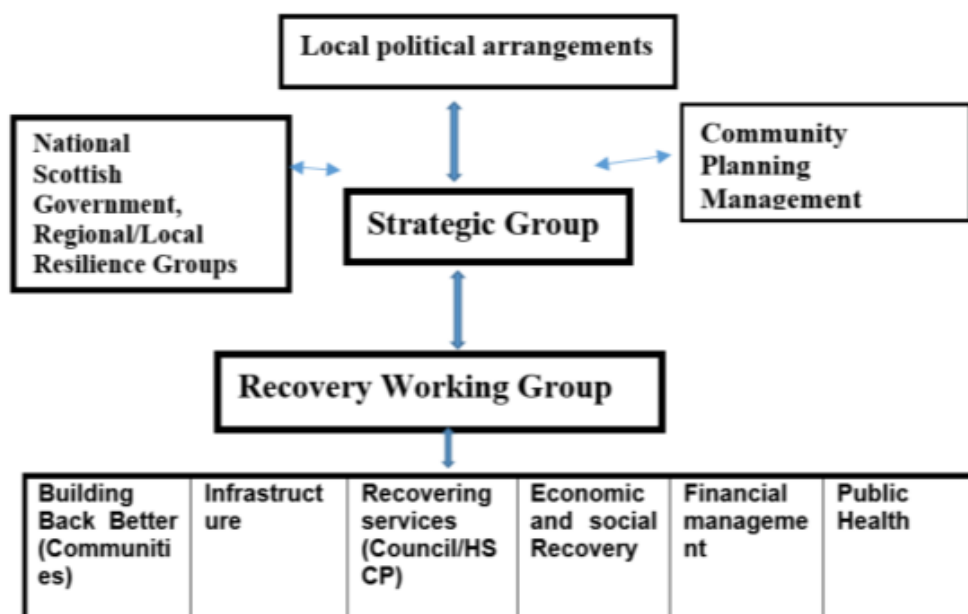 Local political arrangements
National
Scottish
Government,
Regional/Local
Resilience Groups
Community
Planning
Management
Strategic Group
Recovery Working Group
Building
Back Better
(Communiti
es)
Infrastruct
ure
Recovering
services
(Council/HS
CP)
Economic
and social
Recovery
Financial
manageme
nt
Public
Health